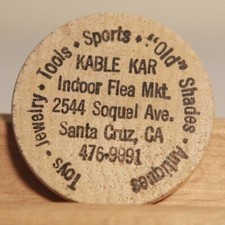 Toys • Jewelry • Tools • Sports • "Old" Shades • Antiques •
KABLE KAR
Indoor Flea Mkt.
2544 Soquel Ave.
Santa Cruz, CA
476-9991